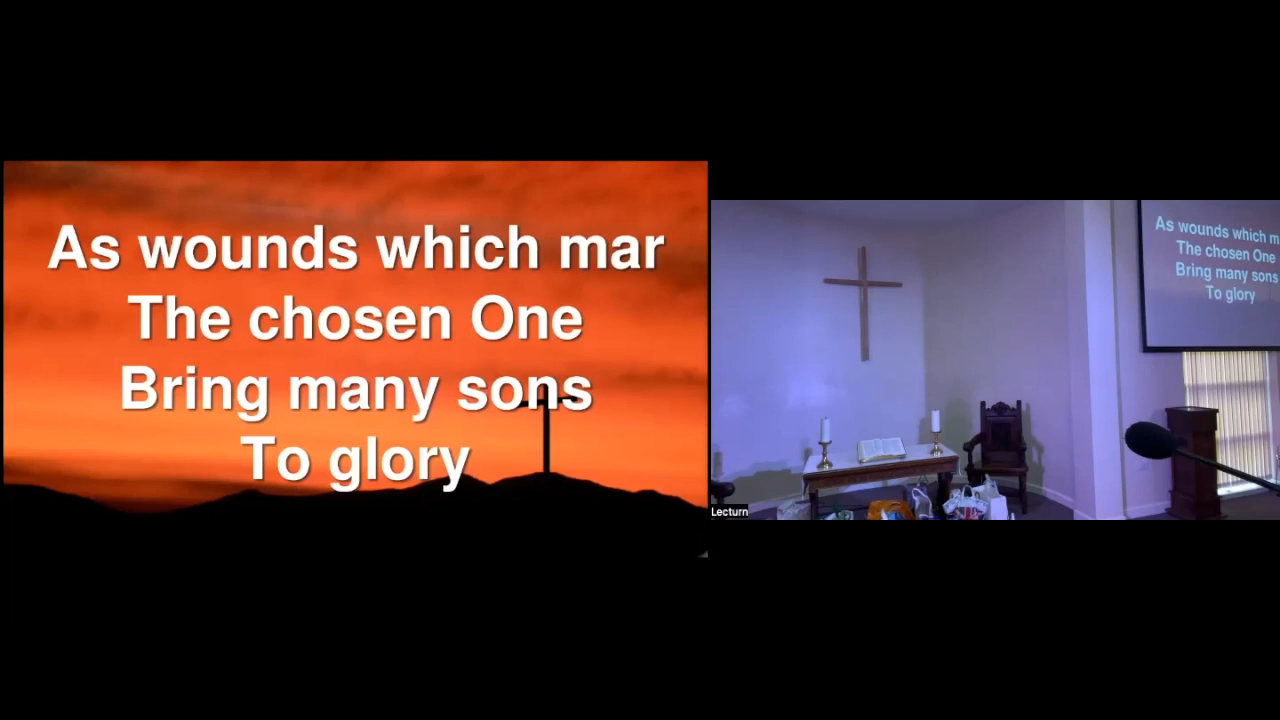 As wounds which mar
The chosen One
Bring many sons
To glory
As wounds which m
The chosen One
Bring many sons
To glory
Lecturn